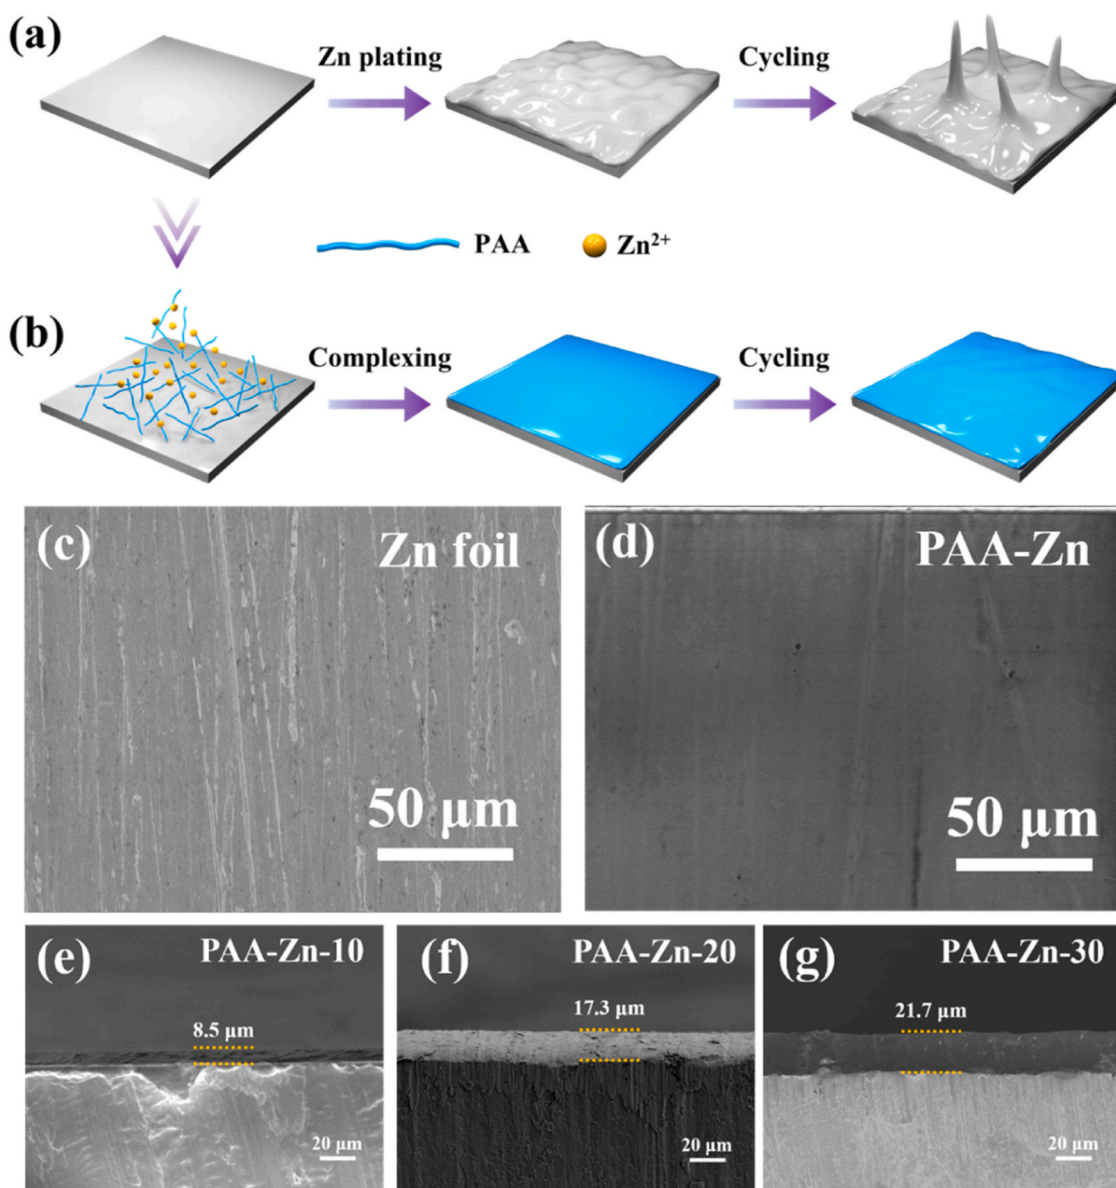 (a)
Zn plating
Cycling
PAA
Zn²⁺
(b)
Complexing
Cycling
(c)
Zn foil
50 μm
(d)
PAA-Zn
50 μm
(e)
PAA-Zn-10
8.5 μm
20 μm
(f)
PAA-Zn-20
17.3 μm
20 μm
(g)
PAA-Zn-30
21.7 μm
20 μm